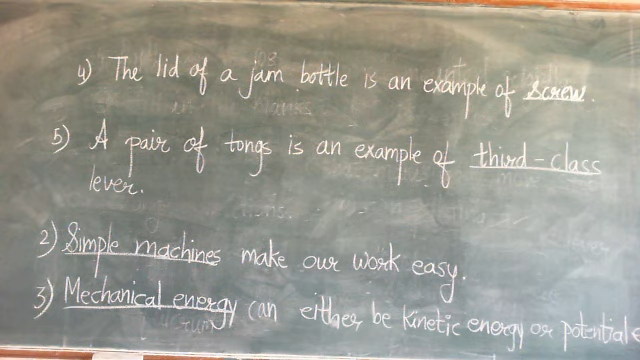 4) The lid of a jam bottle is an example of screw.
5) A pair of tongs is an example of third-class
lever.
2) Simple machines make our work easy.
3) Mechanical energy can either be kinetic energy or potential